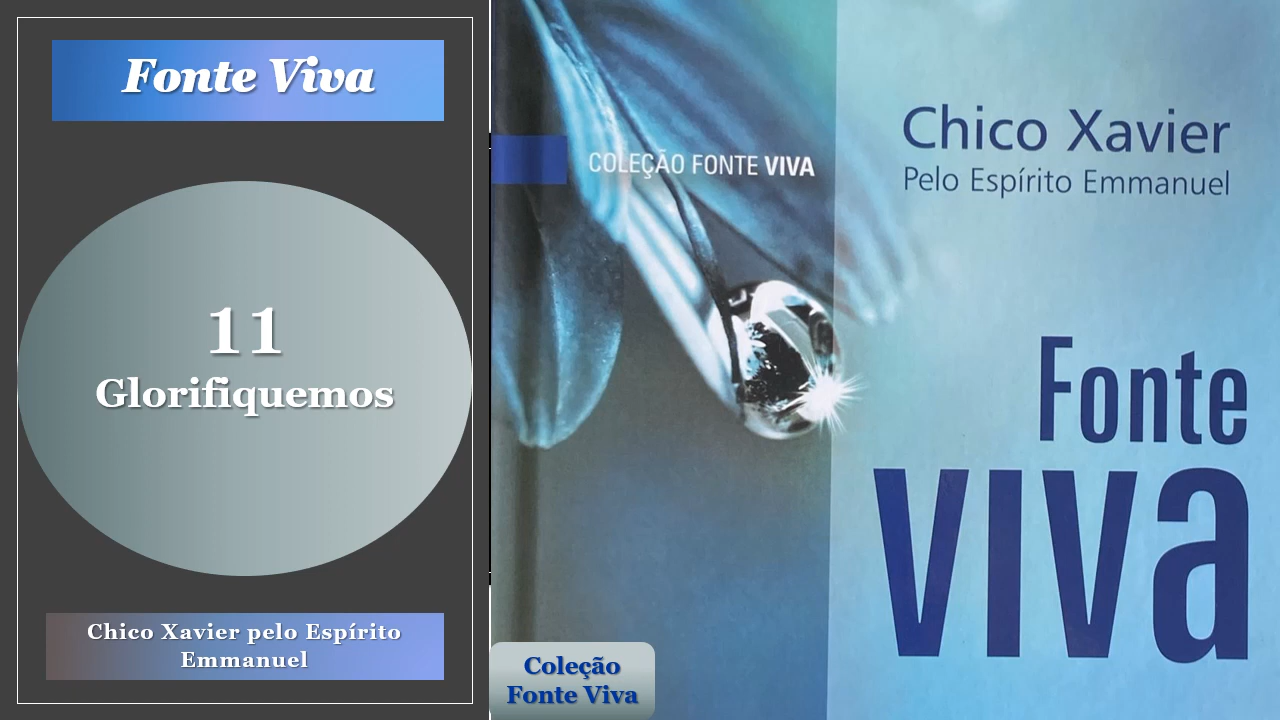 Fonte Viva
11
Glorifiquemos
Chico Xavier pelo Espírito
Emmanuel
COLEÇÃO FONTE VIVA
Chico Xavier
Pelo Espírito Emmanuel
Fonte
viva
Coleção
Fonte Viva